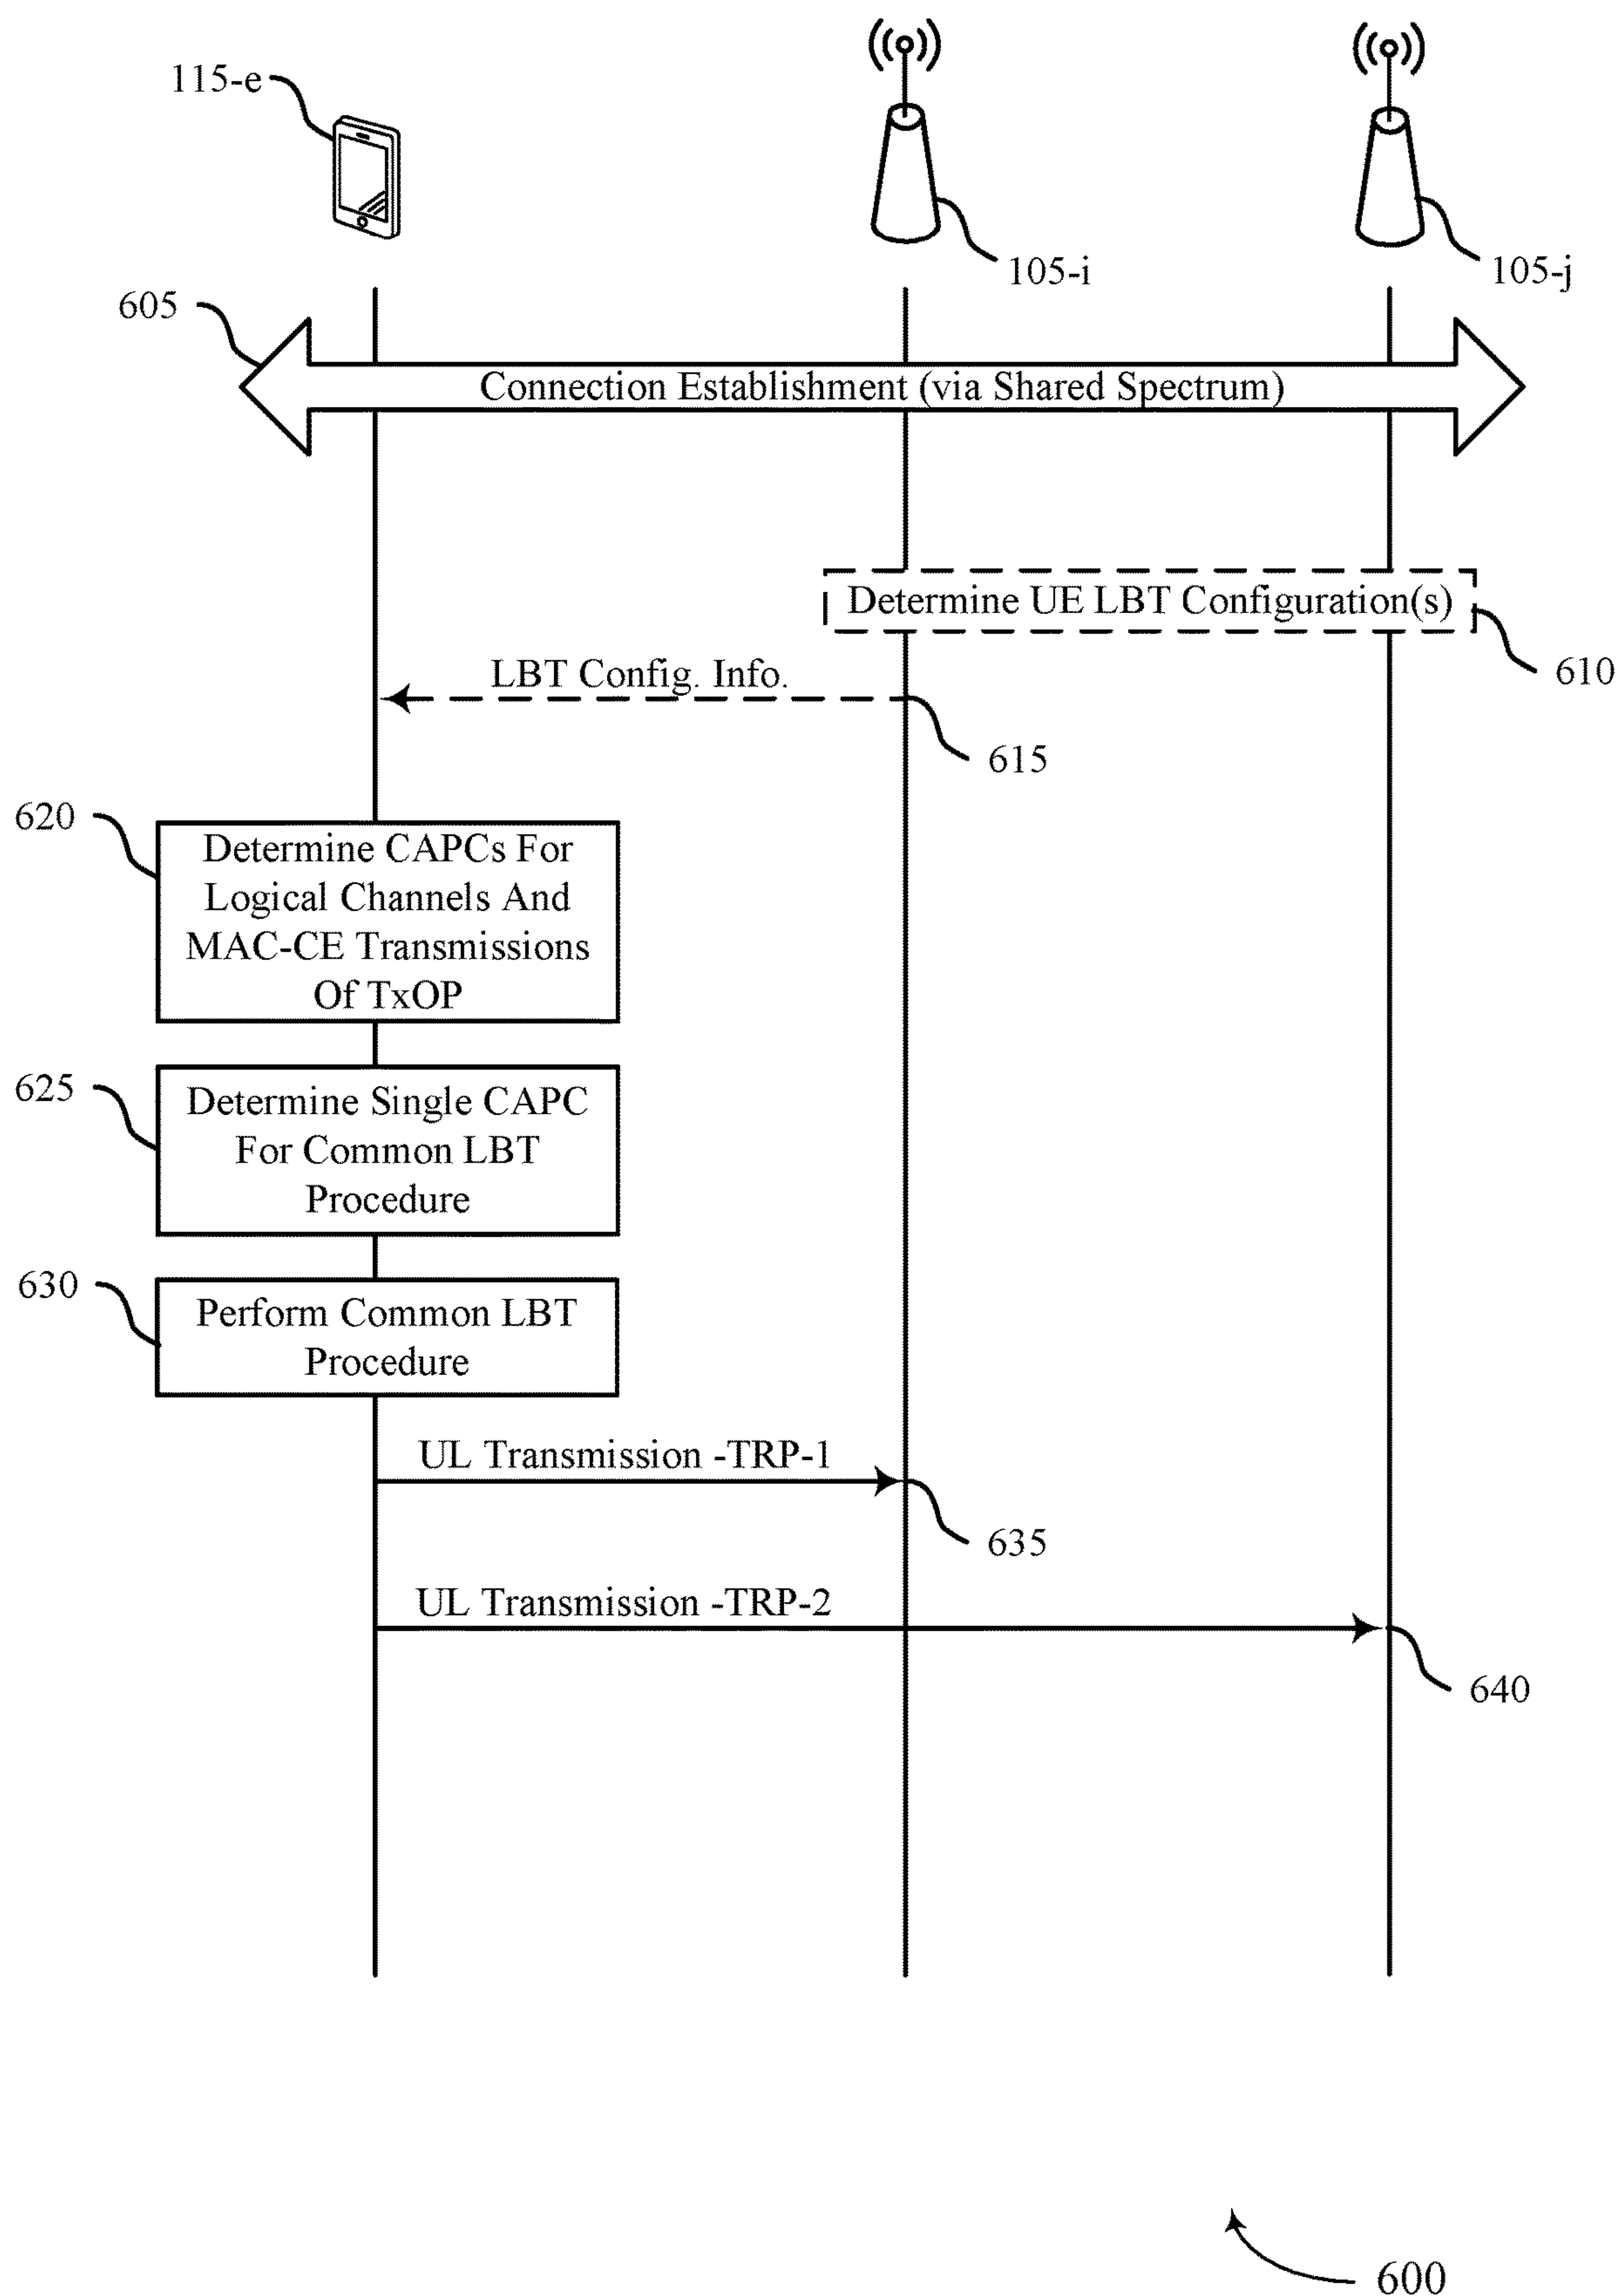 115-e
105-i
105-j
605
Connection Establishment (via Shared Spectrum)
Determine UE LBT Configuration(s)
610
LBT Config. Info.
615
620
Determine CAPCs For
Logical Channels And
MAC-CE Transmissions
Of TxOP
625
Determine Single CAPC
For Common LBT
Procedure
630
Perform Common LBT
Procedure
UL Transmission -TRP-1
635
UL Transmission -TRP-2
640
600